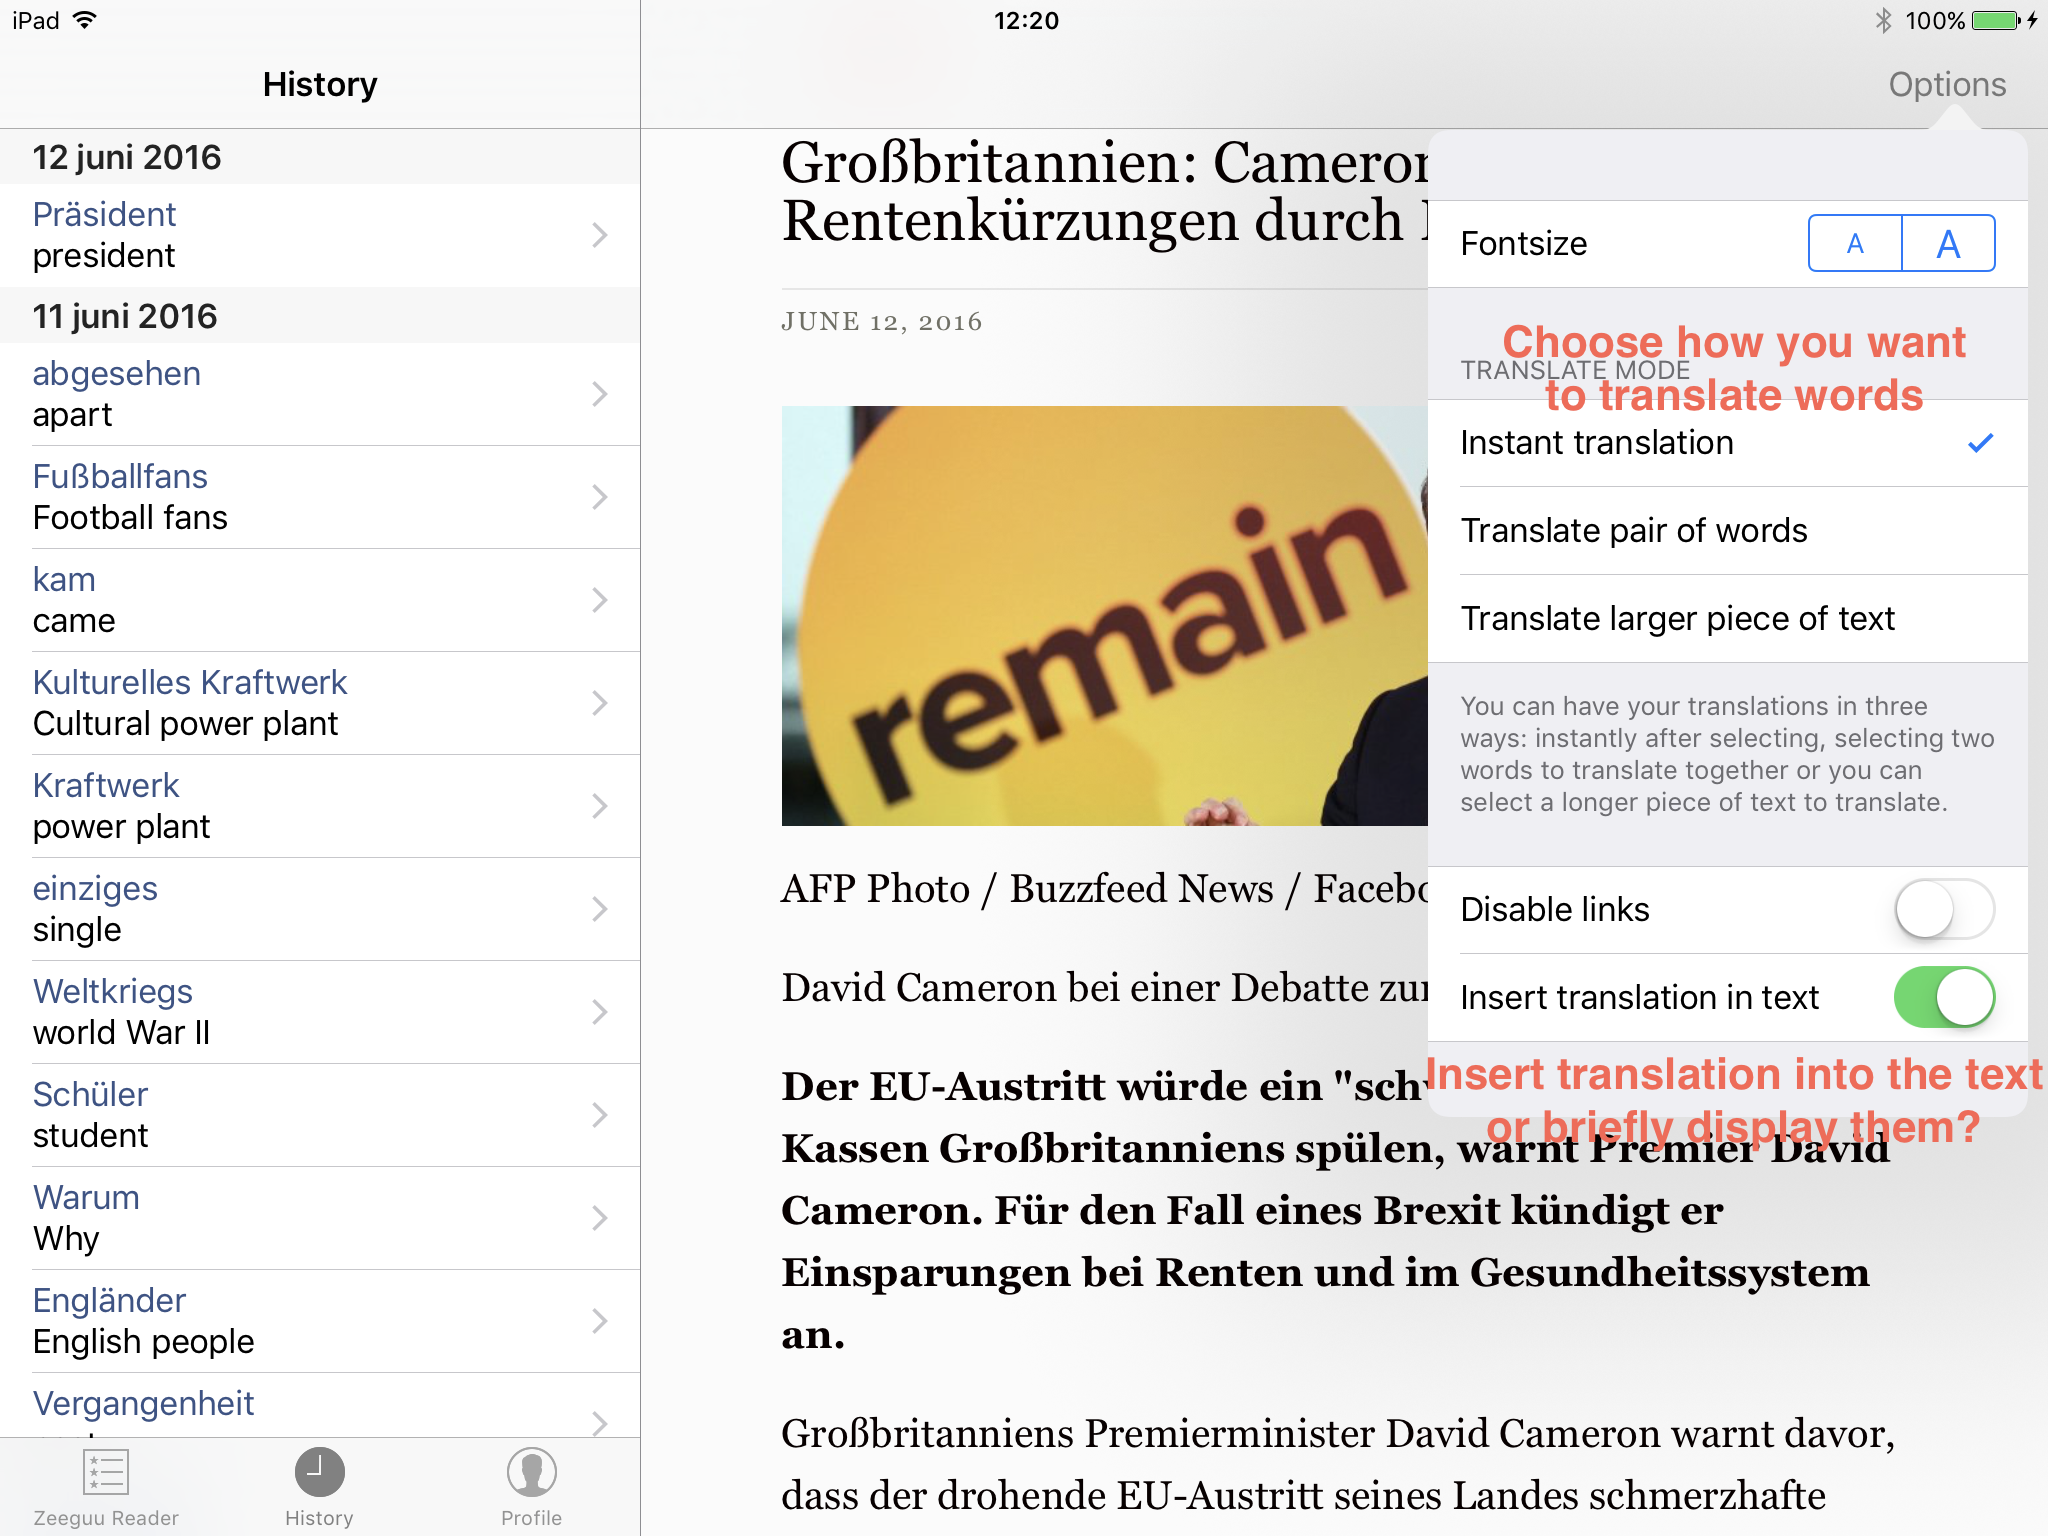 iPad
12:20
100%
History
Options
12 juni 2016
Präsident
president
11 juni 2016
abgesehen
apart
Fußballfans
Football fans
kam
came
Kulturelles Kraftwerk
Cultural power plant
Kraftwerk
power plant
einziges
single
Weltkriegs
world War II
Schüler
student
Warum
Why
Engländer
English people
Vergangenheit
Zeeguu Reader
History
Profile
Großbritannien: Cameron
Rentenkürzungen durch
JUNE 12, 2016
remain
AFP Photo / Buzzfeed News /
David Cameron bei einer Debatte
Der EU-Austritt würde ein
Kassen Großbritanniens spülen, warnt Premier David
Cameron. Für den Fall eines Brexit kündigt er
Einsparungen bei Renten und im Gesundheitssystem
an.
Großbritanniens Premierminister David Cameron warnt davor,
dass der drohende EU-Austritt seines Landes schmerzhafte
Fontsize
A A
Choose how you want
to translate words
TRANSLATE MODE
Instant translation
Translate pair of words
Translate larger piece of text
You can have your translations in three
ways: instantly after selecting, selecting two
words to translate together or you can
select a longer piece of text to translate.
Disable links
Insert translation in text
Insert translation into the text
or briefly display them?